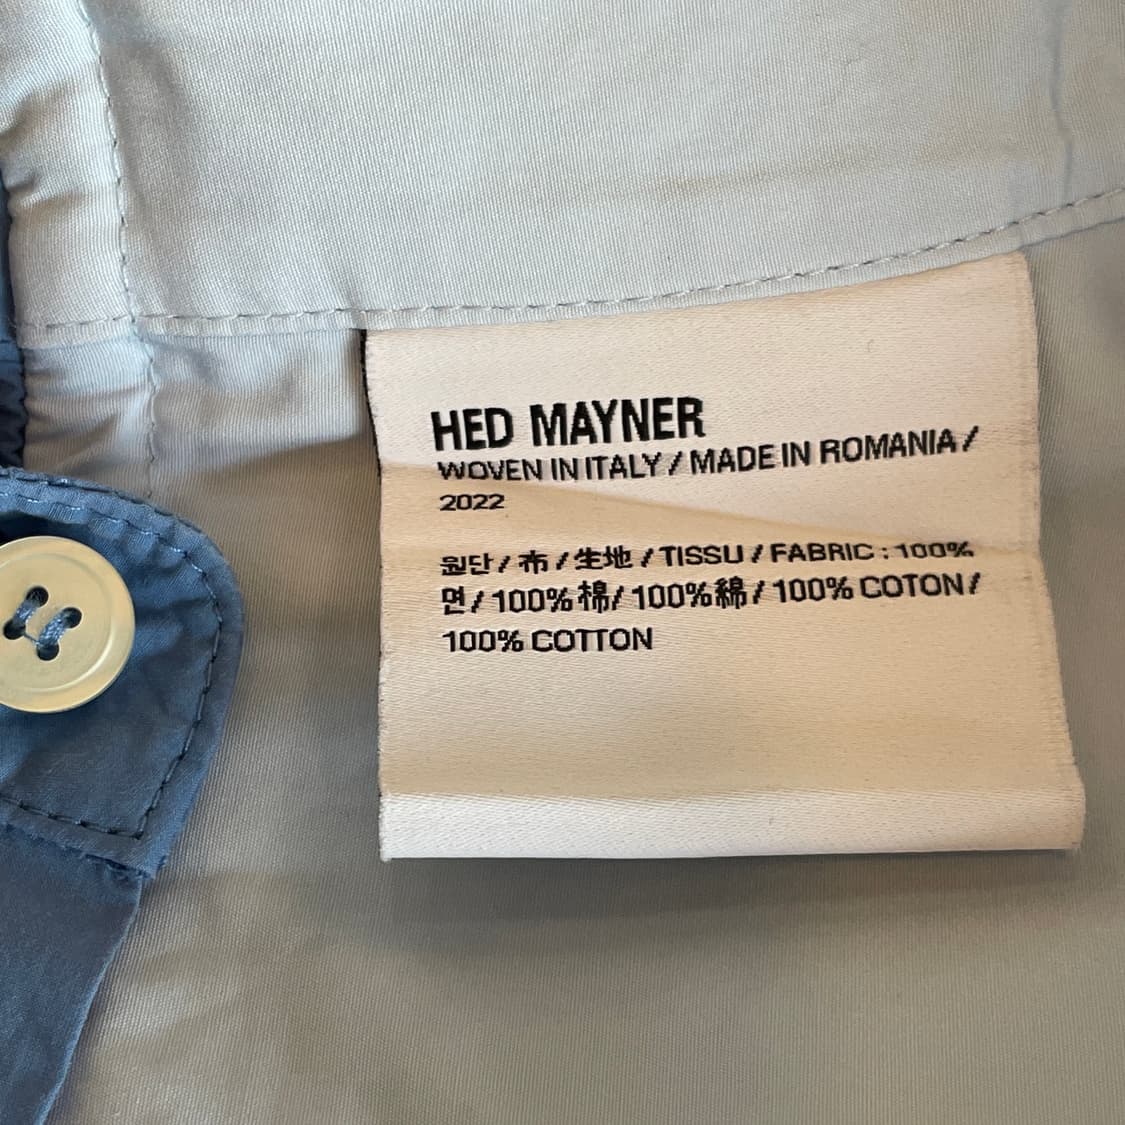 HED MAYNER
WOVEN IN ITALY / MADE IN ROMANIA /
2022
원단 / 布 / 生地 / TISSU / FABRIC : 100%
면 / 100% 棉 / 100% 綿 / 100% COTON /
100% COTTON